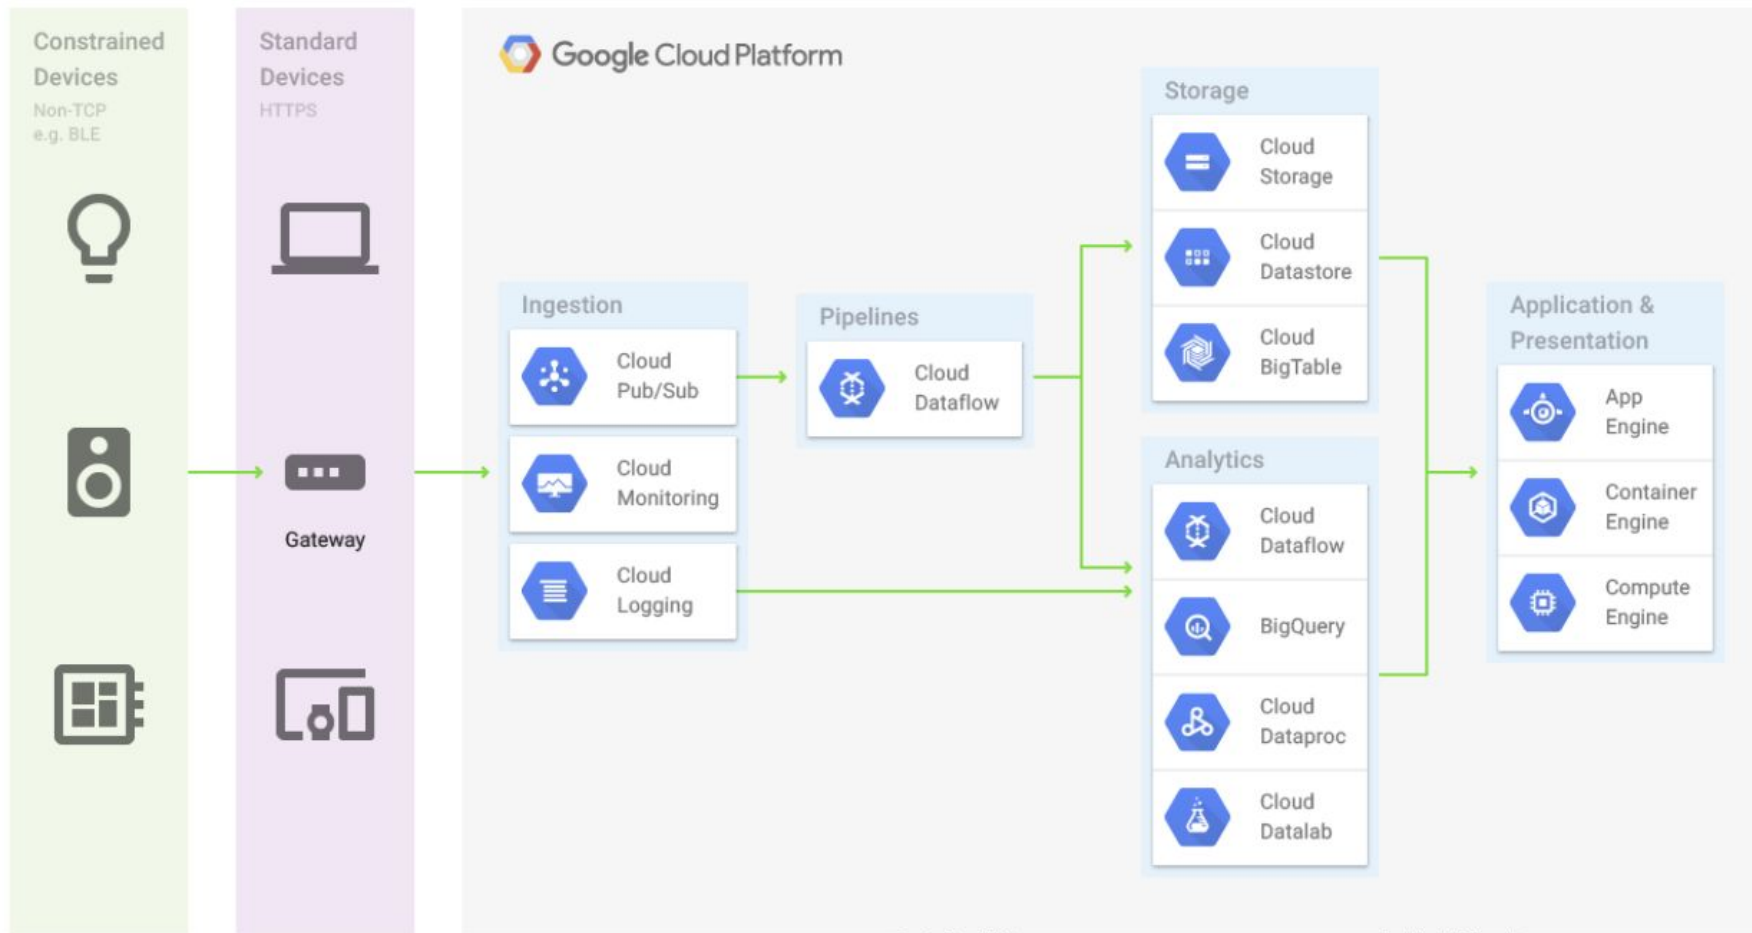 Constrained
Devices
Non-TCP
e.g. BLE
Standard
Devices
HTTPS
Gateway
Google Cloud Platform
Ingestion
Cloud
Pub/Sub
Cloud
Monitoring
Cloud
Logging
Pipelines
Cloud
Dataflow
Storage
Cloud
Storage
Cloud
Datastore
Cloud
BigTable
Analytics
Cloud
Dataflow
BigQuery
Cloud
Dataproc
Cloud
Datalab
Application &
Presentation
App
Engine
Container
Engine
Compute
Engine